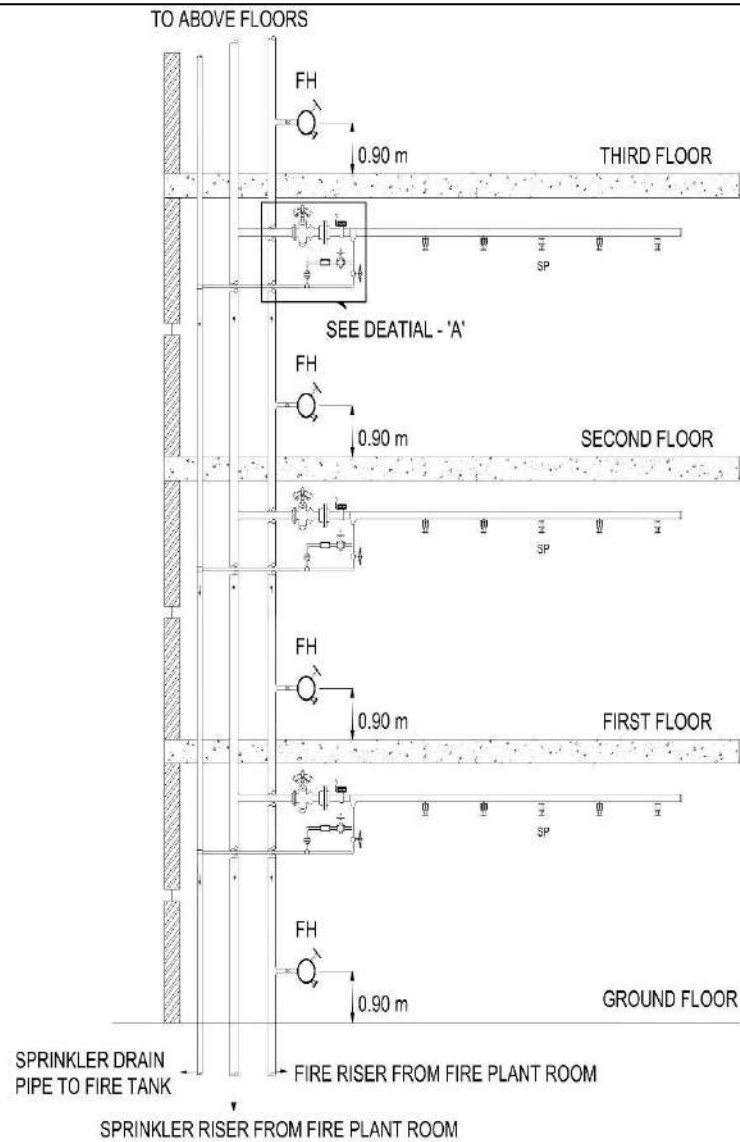 TO ABOVE FLOORS
FH
0.90 m
THIRD FLOOR
SP
SEE DEATIAL - 'A'
FH
0.90 m
SECOND FLOOR
SP
FH
0.90 m
FIRST FLOOR
SP
FH
0.90 m
GROUND FLOOR
SPRINKLER DRAIN
PIPE TO FIRE TANK
FIRE RISER FROM FIRE PLANT ROOM
SPRINKLER RISER FROM FIRE PLANT ROOM